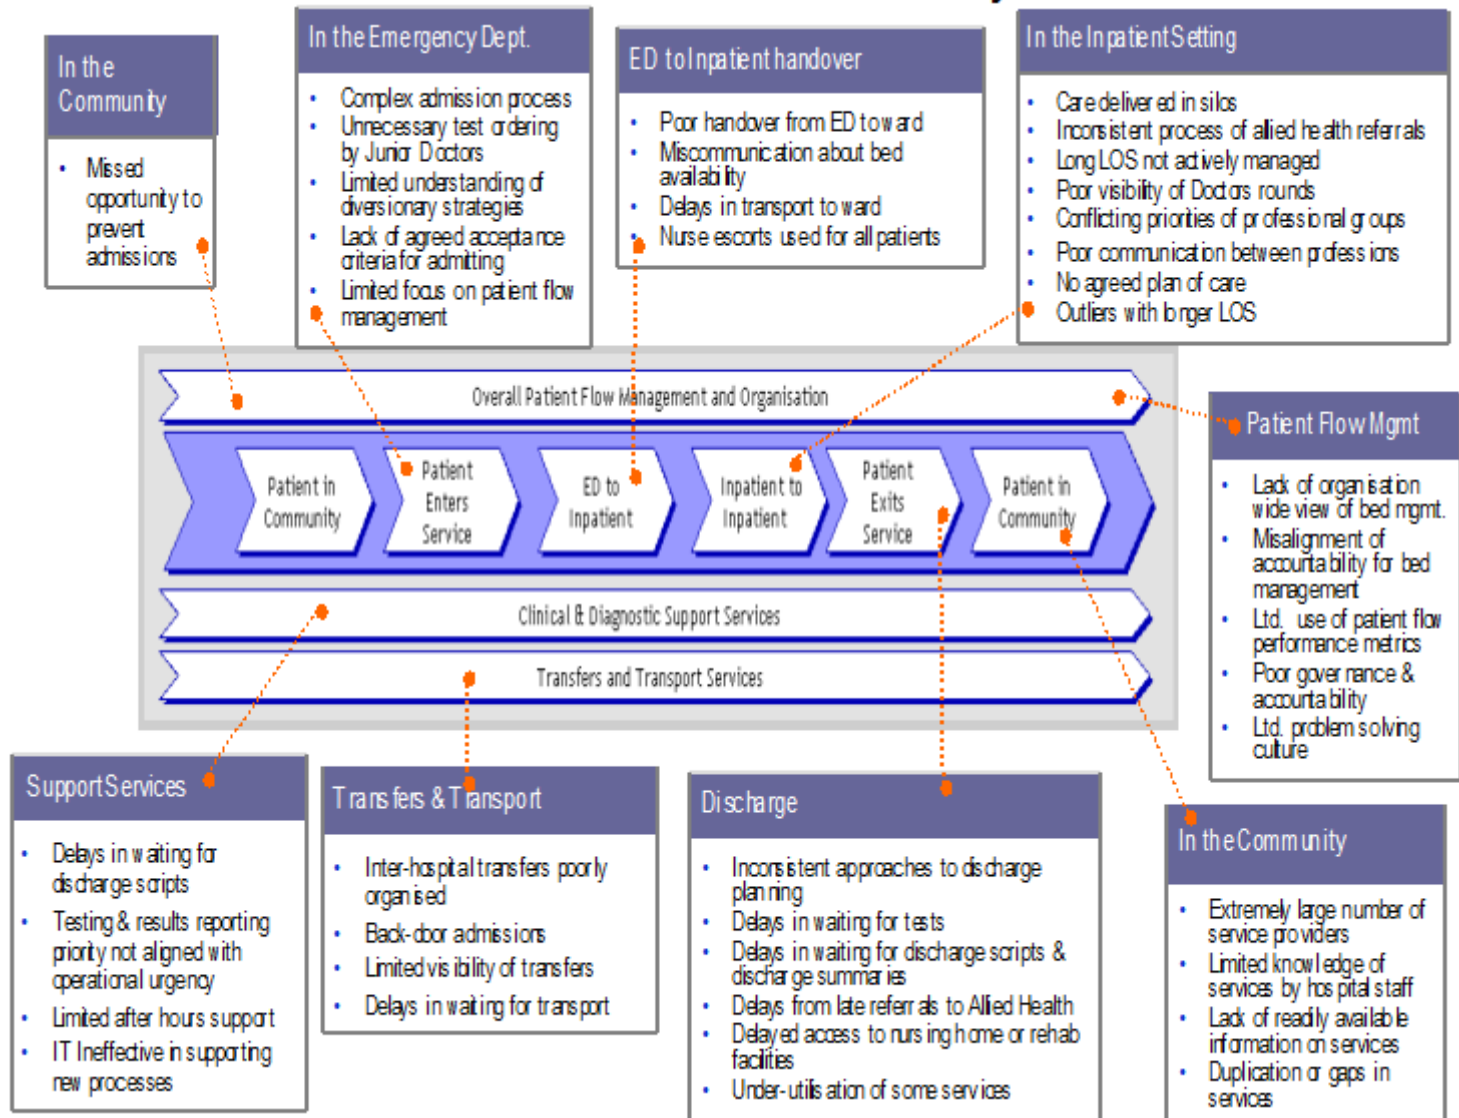 In the
Community
• Missed
opportunity to
prevent
admissions
In the Emergency Dept.
• Complex admission process
• Unnecessary test ordering
by Junior Doctors
• Limited understanding of
diversionary strategies
• Lack of agreed acceptance
criteria for admitting
• Limited focus on patient flow
management
ED to Inpatient handover
• Poor handover from ED to ward
• Miscommunication about bed
availability
• Delays in transport to ward
• Nurse escorts used for all patients
In the Inpatient Setting
• Care delivered in silos
• Inconsistent process of allied health referrals
• Long LOS not actively managed
• Poor visibility of Doctors rounds
• Conflicting priorities of professional groups
• Poor communication between professions
• No agreed plan of care
• Outliers with longer LOS
Overall Patient Flow Management and Organisation
Patient in
Community
Patient
Enters
Service
ED to
Inpatient
Inpatient to
Inpatient
Patient
Exits
Service
Patient in
Community
Clinical & Diagnostic Support Services
Transfers and Transport Services
Patient Flow Mgmt
• Lack of organisation
wide view of bed mgmt.
• Misalignment of
accountability for bed
management
• Ltd. use of patient flow
performance metrics
• Poor governance &
accountability
• Ltd. problem solving
culture
Support Services
• Delays in waiting for
discharge scripts
• Testing & results reporting
priority not aligned with
operational urgency
• Limited after hours support
• IT Ineffective in supporting
new processes
Transfers & Transport
• Inter-hospital transfers poorly
organised
• Back-door admissions
• Limited visibility of transfers
• Delays in waiting for transport
Discharge
• Inconsistent approaches to discharge
planning
• Delays in waiting for tests
• Delays in waiting for discharge scripts &
discharge summaries
• Delays from late referrals to Allied Health
• Delayed access to nursing home or rehab
facilities
• Under-utilisation of some services
In the Community
• Extremely large number of
service providers
• Limited knowledge of
services by hospital staff
• Lack of readily available
information on services
• Duplication or gaps in
services